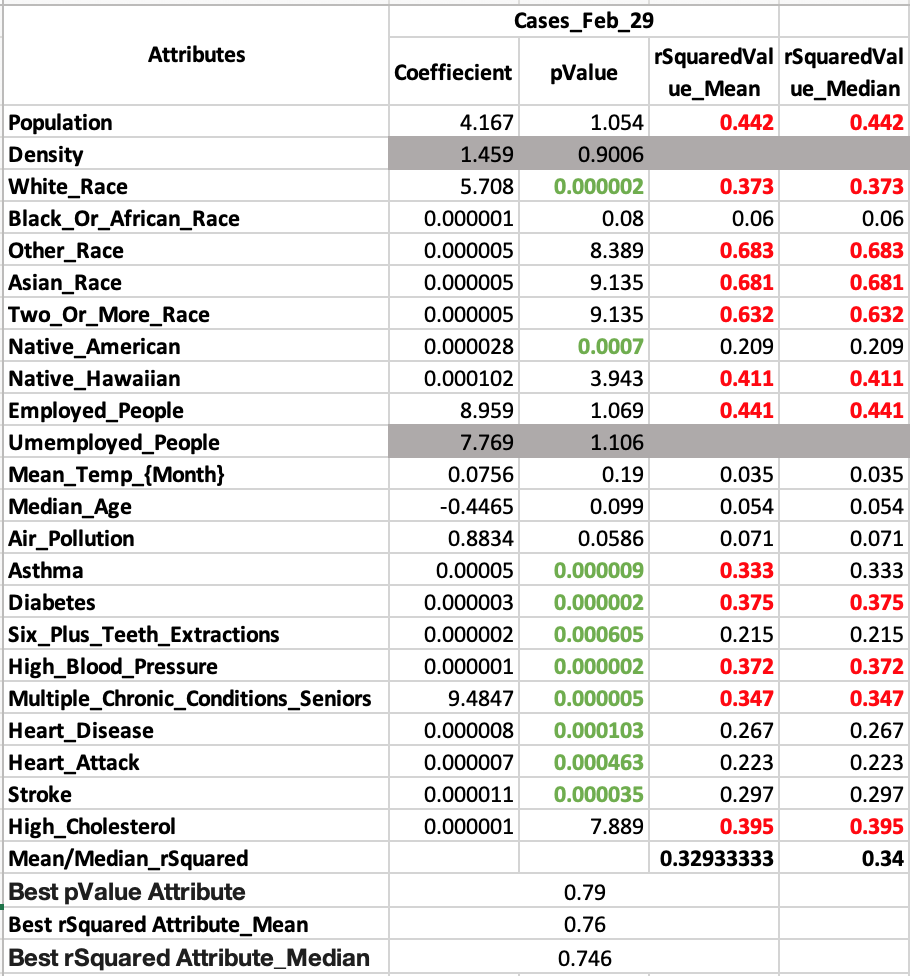 Cases_Feb_29
Attributes
Coeffiecient pValue rSquaredVal rSquaredVal
ue_Mean ue_Median
Population 4.167 1.054 0.442 0.442
Density 1.459 0.9006
White_Race 5.708 0.000002 0.373 0.373
Black_Or_African_Race 0.000001 0.08 0.06 0.06
Other_Race 0.000005 8.389 0.683 0.683
Asian_Race 0.000005 9.135 0.681 0.681
Two_Or_More_Race 0.000005 9.135 0.632 0.632
Native_American 0.000028 0.0007 0.209 0.209
Native_Hawaiian 0.000102 3.943 0.411 0.411
Employed_People 8.959 1.069 0.441 0.441
Umemployed_People 7.769 1.106
Mean_Temp_{Month} 0.0756 0.19 0.035 0.035
Median_Age -0.4465 0.099 0.054 0.054
Air_Pollution 0.8834 0.0586 0.071 0.071
Asthma 0.00005 0.000009 0.333 0.333
Diabetes 0.000003 0.000002 0.375 0.375
Six_Plus_Teeth_Extractions 0.000002 0.000605 0.215 0.215
High_Blood_Pressure 0.000001 0.000002 0.372 0.372
Multiple_Chronic_Conditions_Seniors 9.4847 0.000005 0.347 0.347
Heart_Disease 0.000008 0.000103 0.267 0.267
Heart_Attack 0.000007 0.000463 0.223 0.223
Stroke 0.000011 0.000035 0.297 0.297
High_Cholesterol 0.000001 7.889 0.395 0.395
Mean/Median_rSquared 0.32933333 0.34
Best pValue Attribute 0.79
Best rSquared Attribute_Mean 0.76
Best rSquared Attribute_Median 0.746